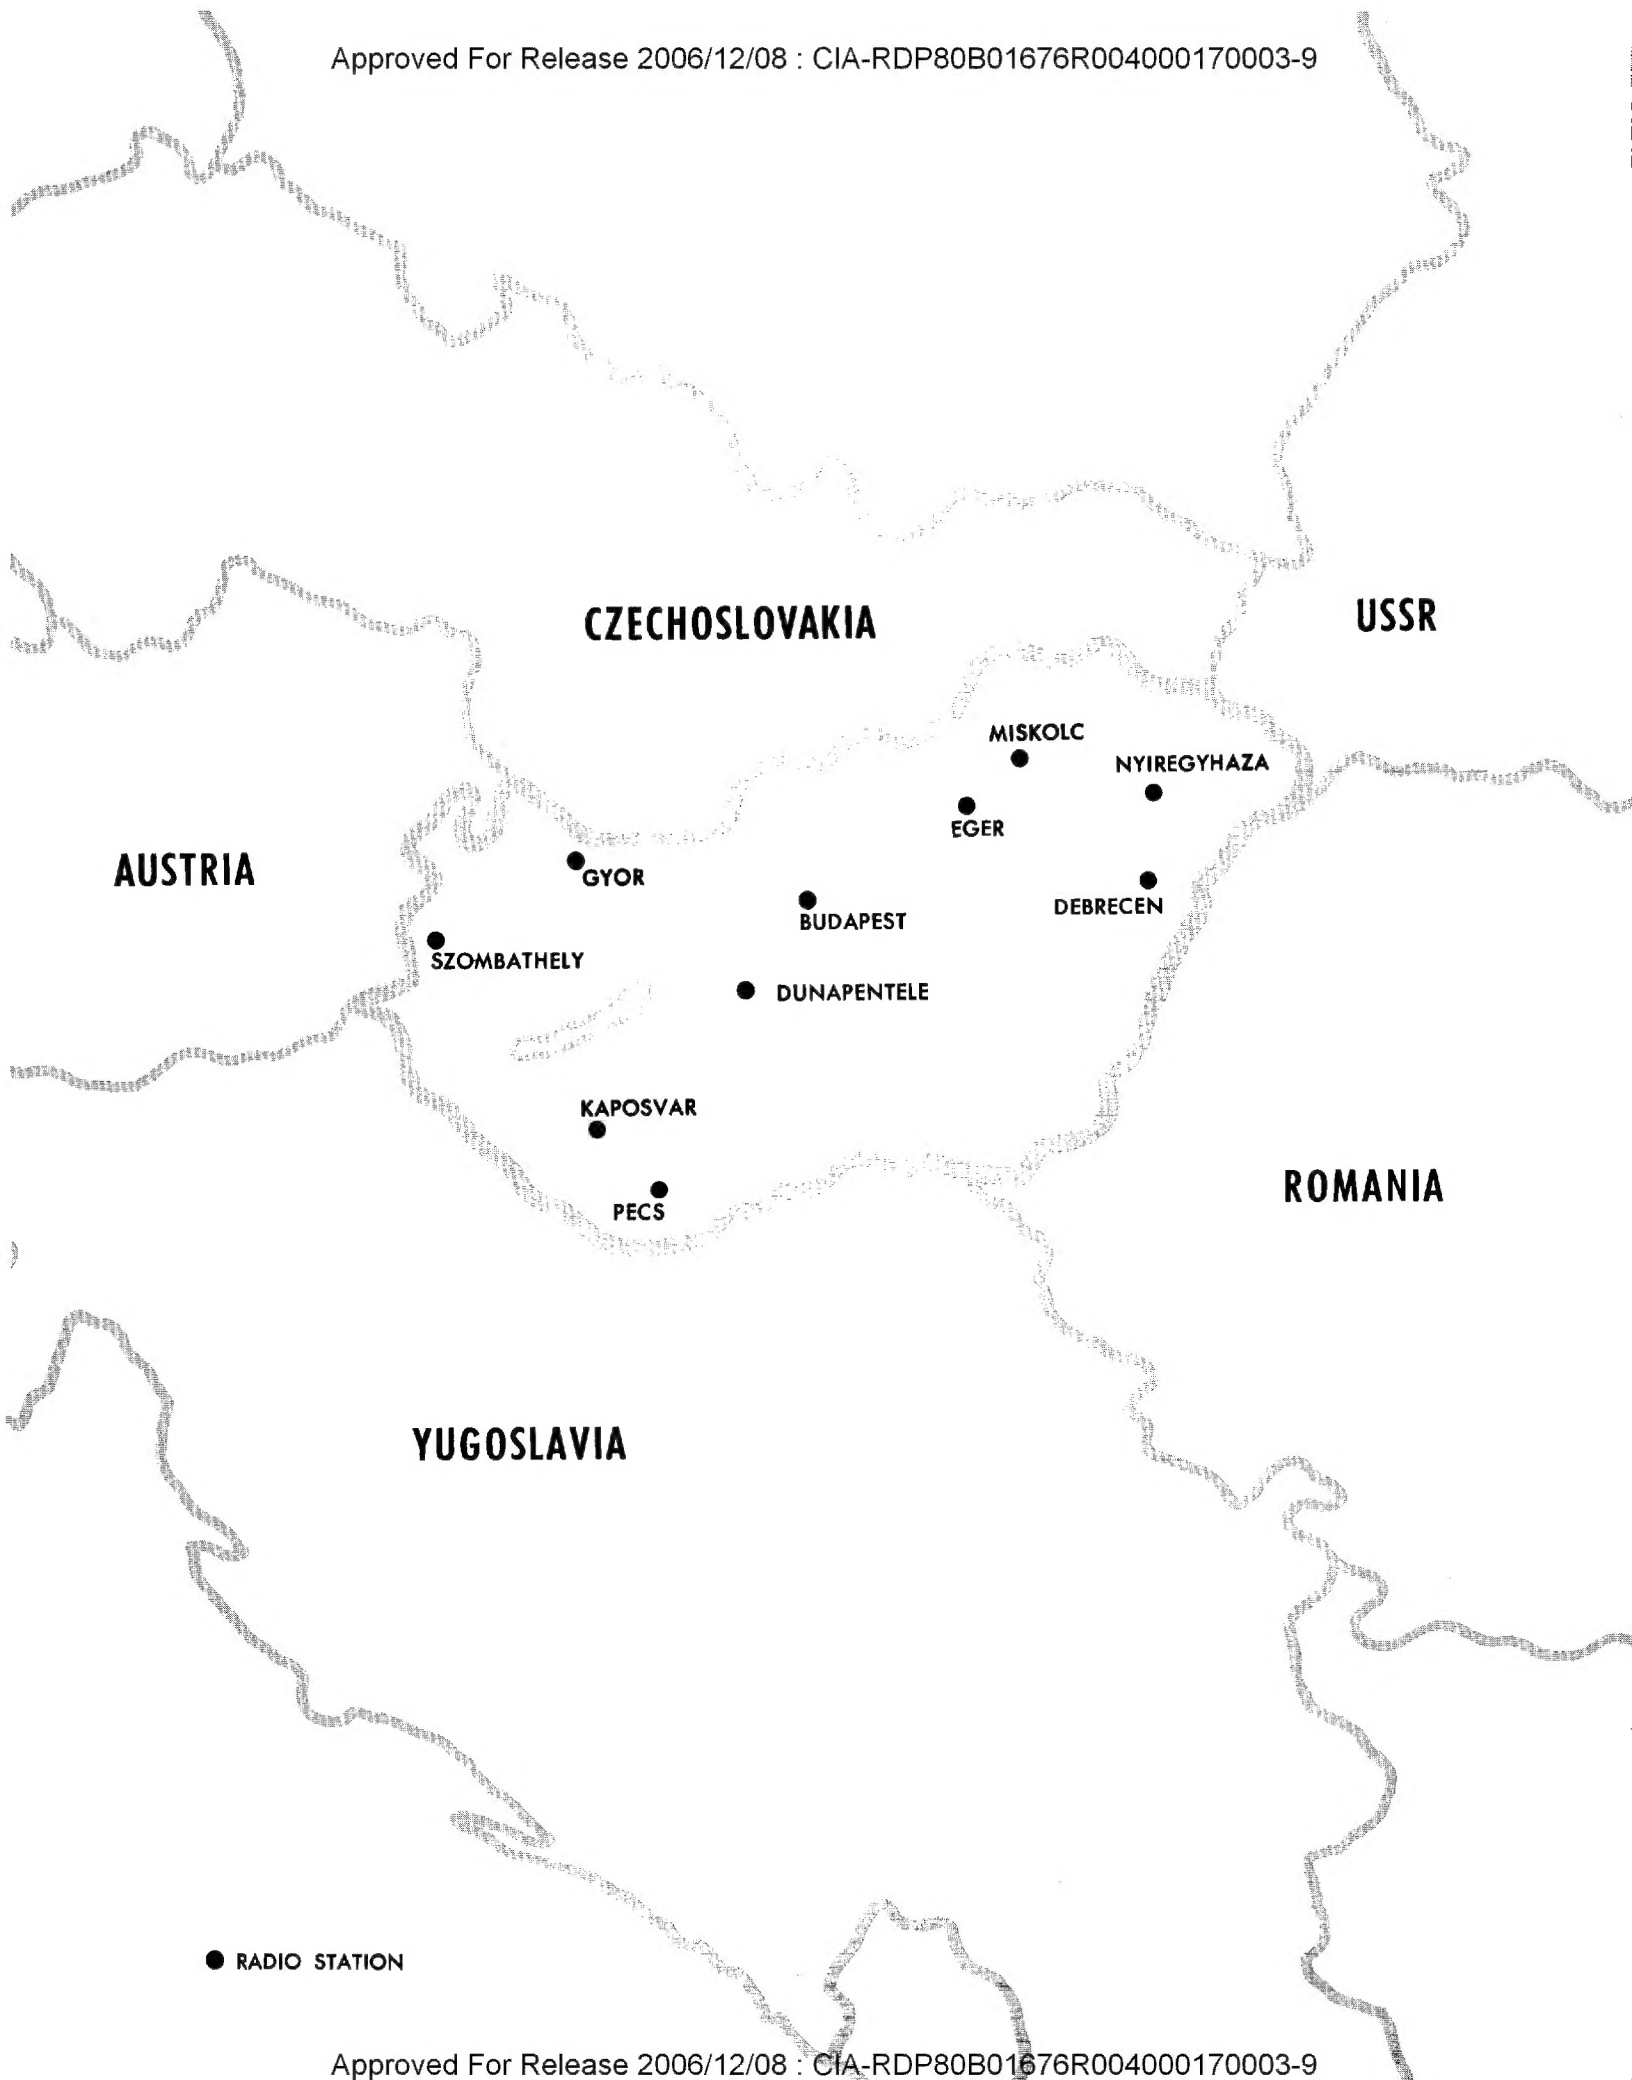 Approved For Release 2006/12/08 : CIA-RDP80B01676R004000170003-9
CZECHOSLOVAKIA
USSR
MISKOLC
NYIREGYHAZA
EGER
AUSTRIA
GYOR
DEBRECEN
BUDAPEST
SZOMBATHELY
DUNAPENTELE
KAPOSVAR
ROMANIA
PECS
YUGOSLAVIA
RADIO STATION
Approved For Release 2006/12/08 : CIA-RDP80B01676R004000170003-9